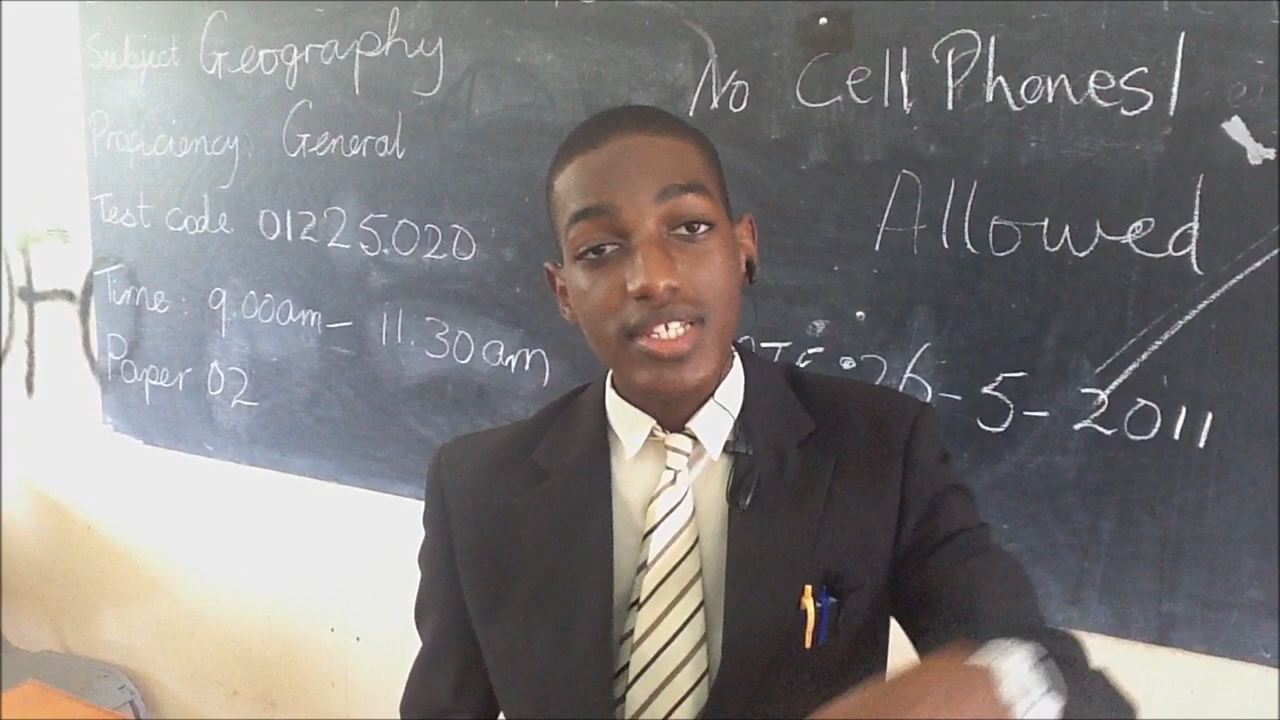 Subject Geography
Proficiency General
Test code 01225.020
Time: 9.00am - 11.30am
Paper 02
No Cell Phones!
Allowed
26-5-2011